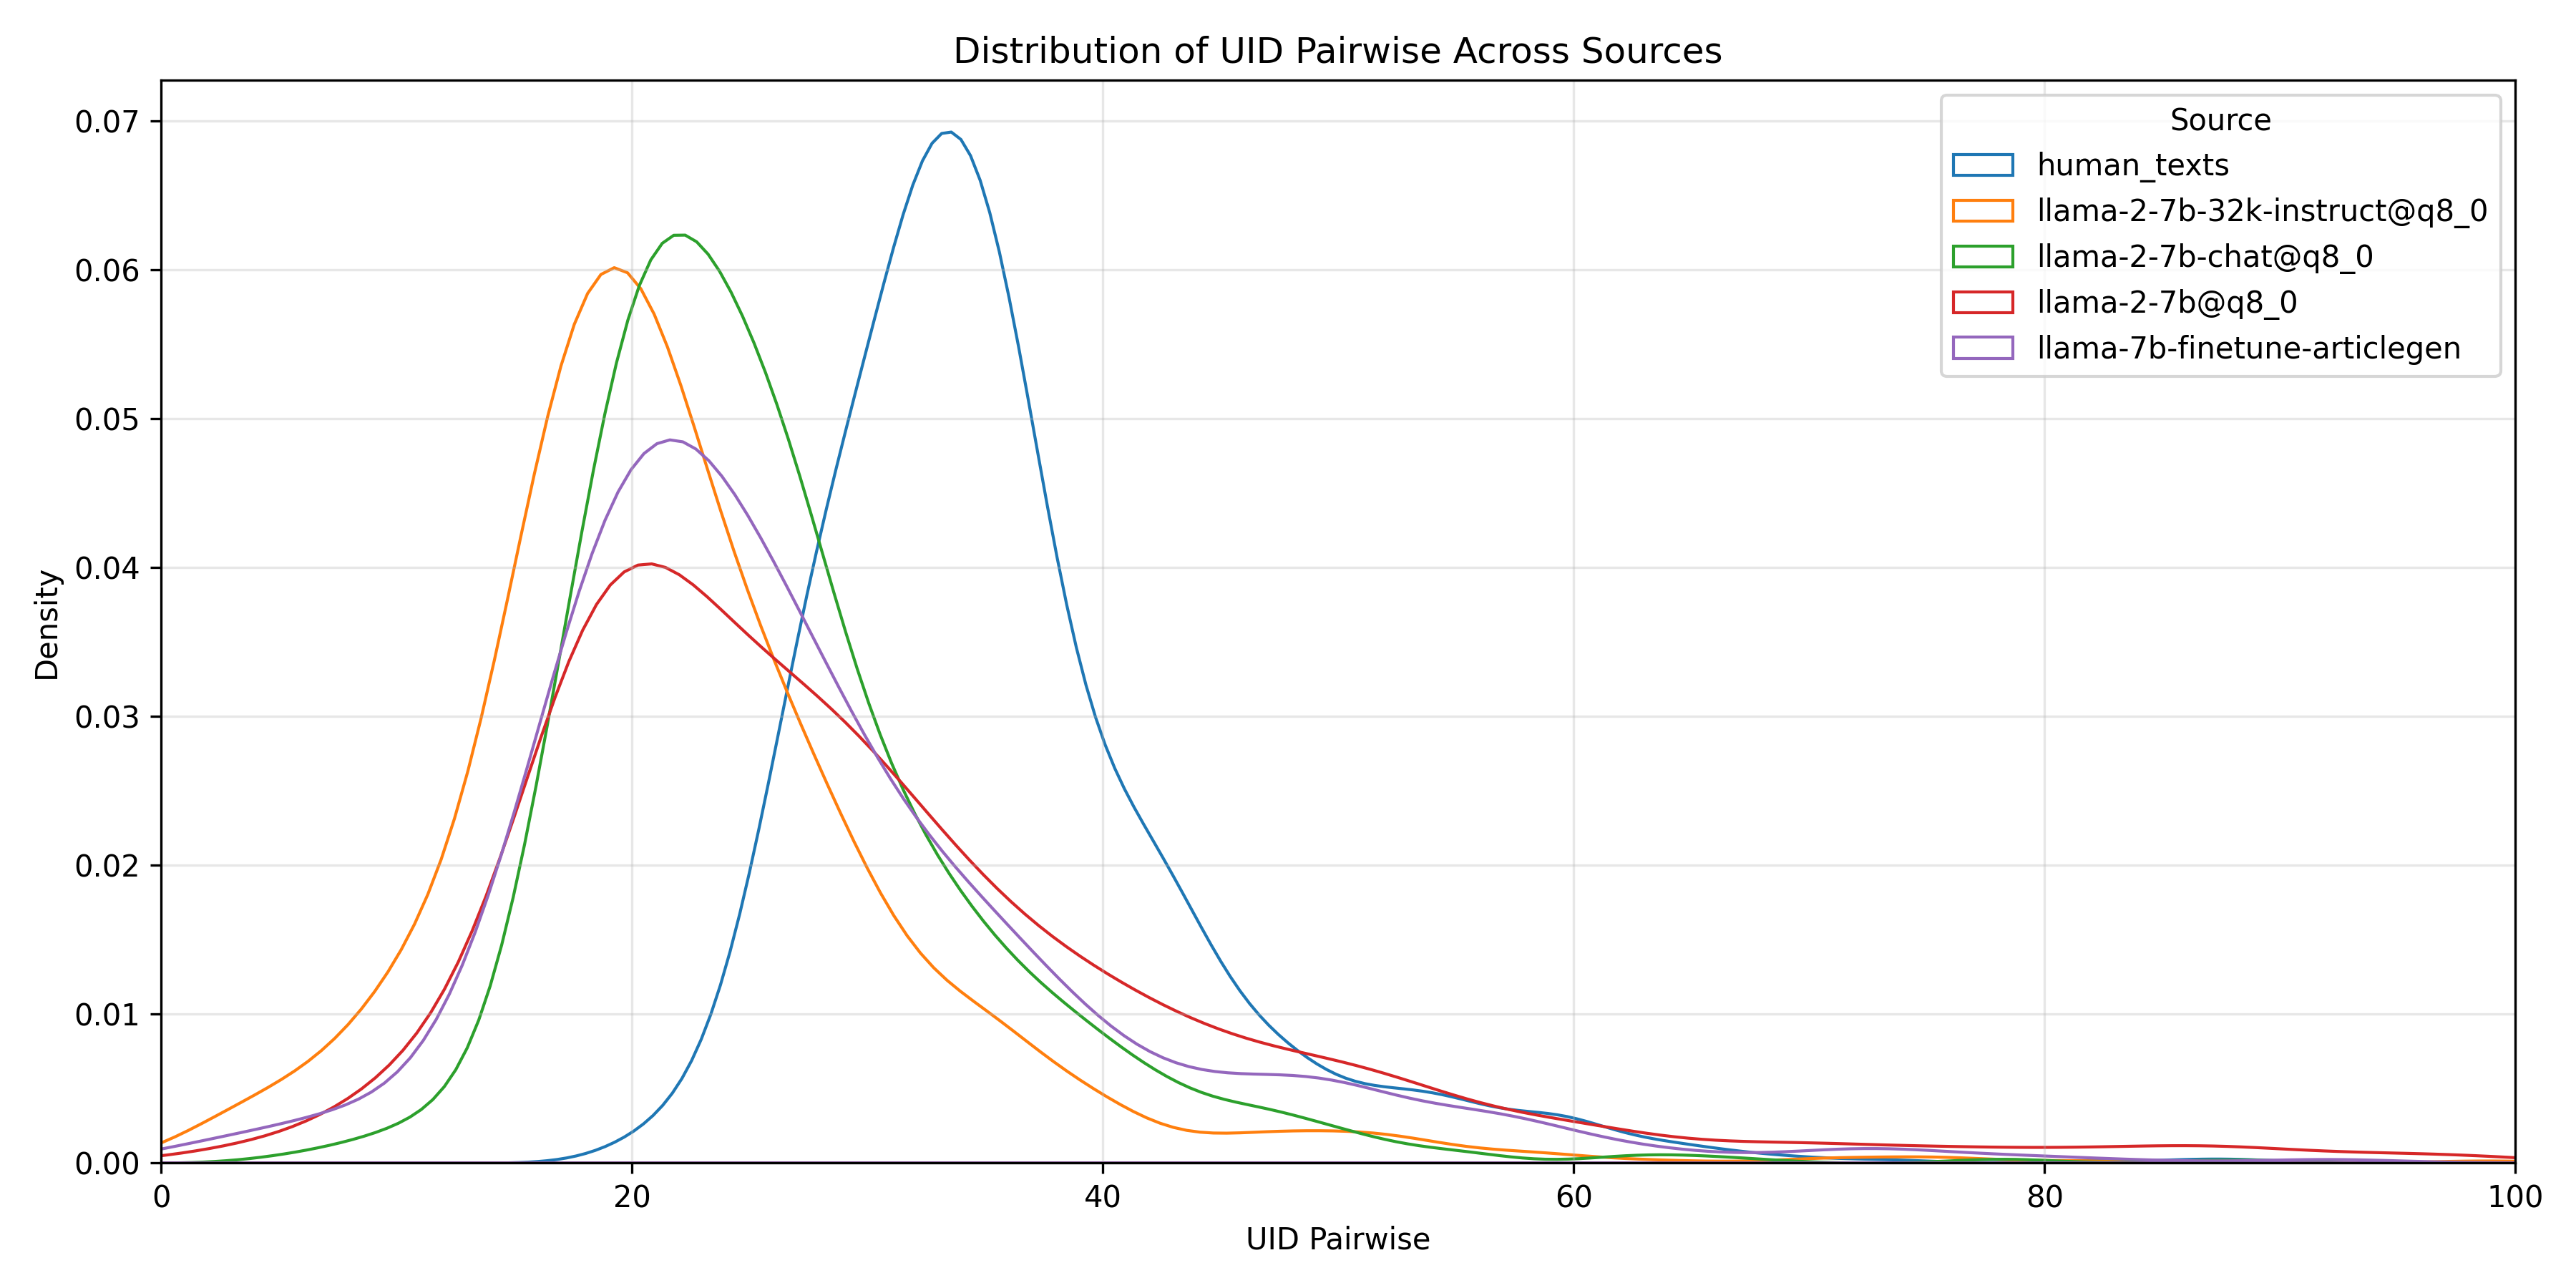 Distribution of UID Pairwise Across Sources
Source
human_texts
llama-2-7b-32k-instruct@q8_0
llama-2-7b-chat@q8_0
llama-2-7b@q8_0
llama-7b-finetune-articlegen
Density
0.07
0.06
0.05
0.04
0.03
0.02
0.01
0.00
0 20 40 60 80 100
UID Pairwise